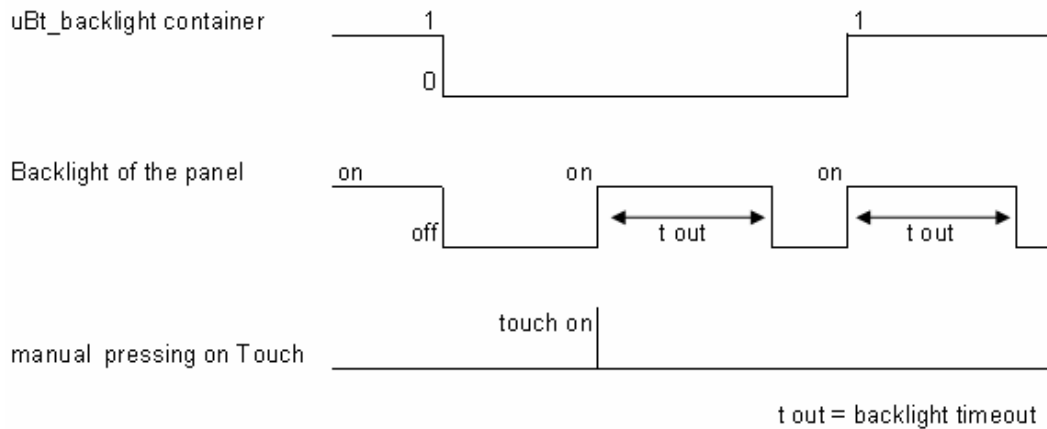 uBt_backlight container
1
1
0
Backlight of the panel
on
on
on
off
t out
t out
touch on
manual pressing on Touch
t out = backlight timeout